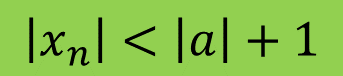 |xₙ| < |a| + 1